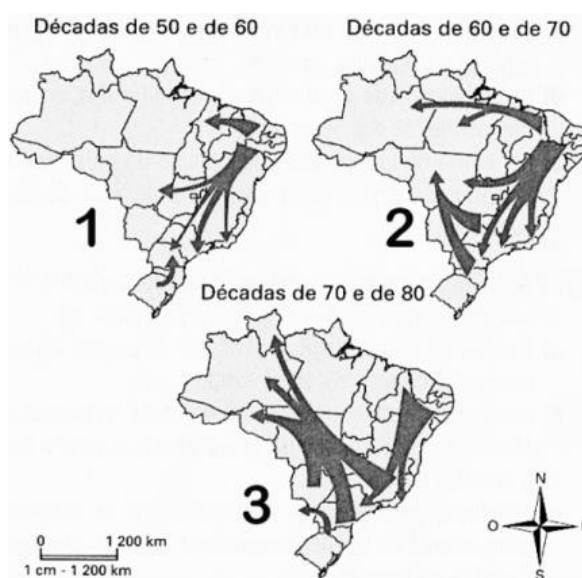 Décadas de 50 e de 60
Décadas de 60 e de 70
1
2
Décadas de 70 e de 80
3
0 1 200 km
1 cm - 1 200 km
N
O
E
S